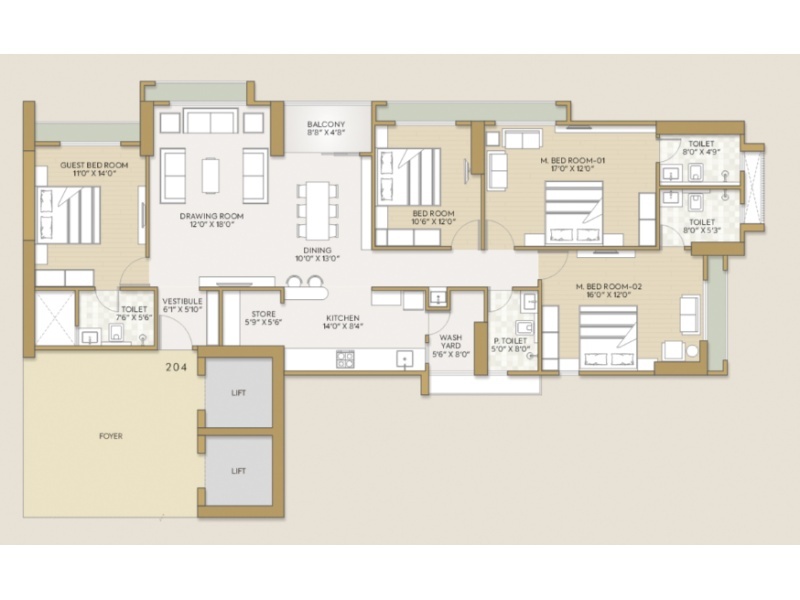 BALCONY
8'8" X 4'8"
GUEST BED ROOM
11'0" X 14'0"
M. BED ROOM-01
17'0" X 12'0"
TOILET
8'0" X 4'9"
DRAWING ROOM
12'0" X 18'0"
BED ROOM
10'6" X 12'0"
TOILET
8'0" X 5'3"
DINING
10'0" X 13'0"
M. BED ROOM-02
16'0" X 12'0"
TOILET
7'6" X 5'6"
VESTIBULE
6'1" X 5'10"
STORE
5'9" X 5'6"
KITCHEN
14'0" X 8'4"
WASH
YARD
5'6" X 8'0"
P. TOILET
5'0" X 8'0"
204
LIFT
FOYER
LIFT